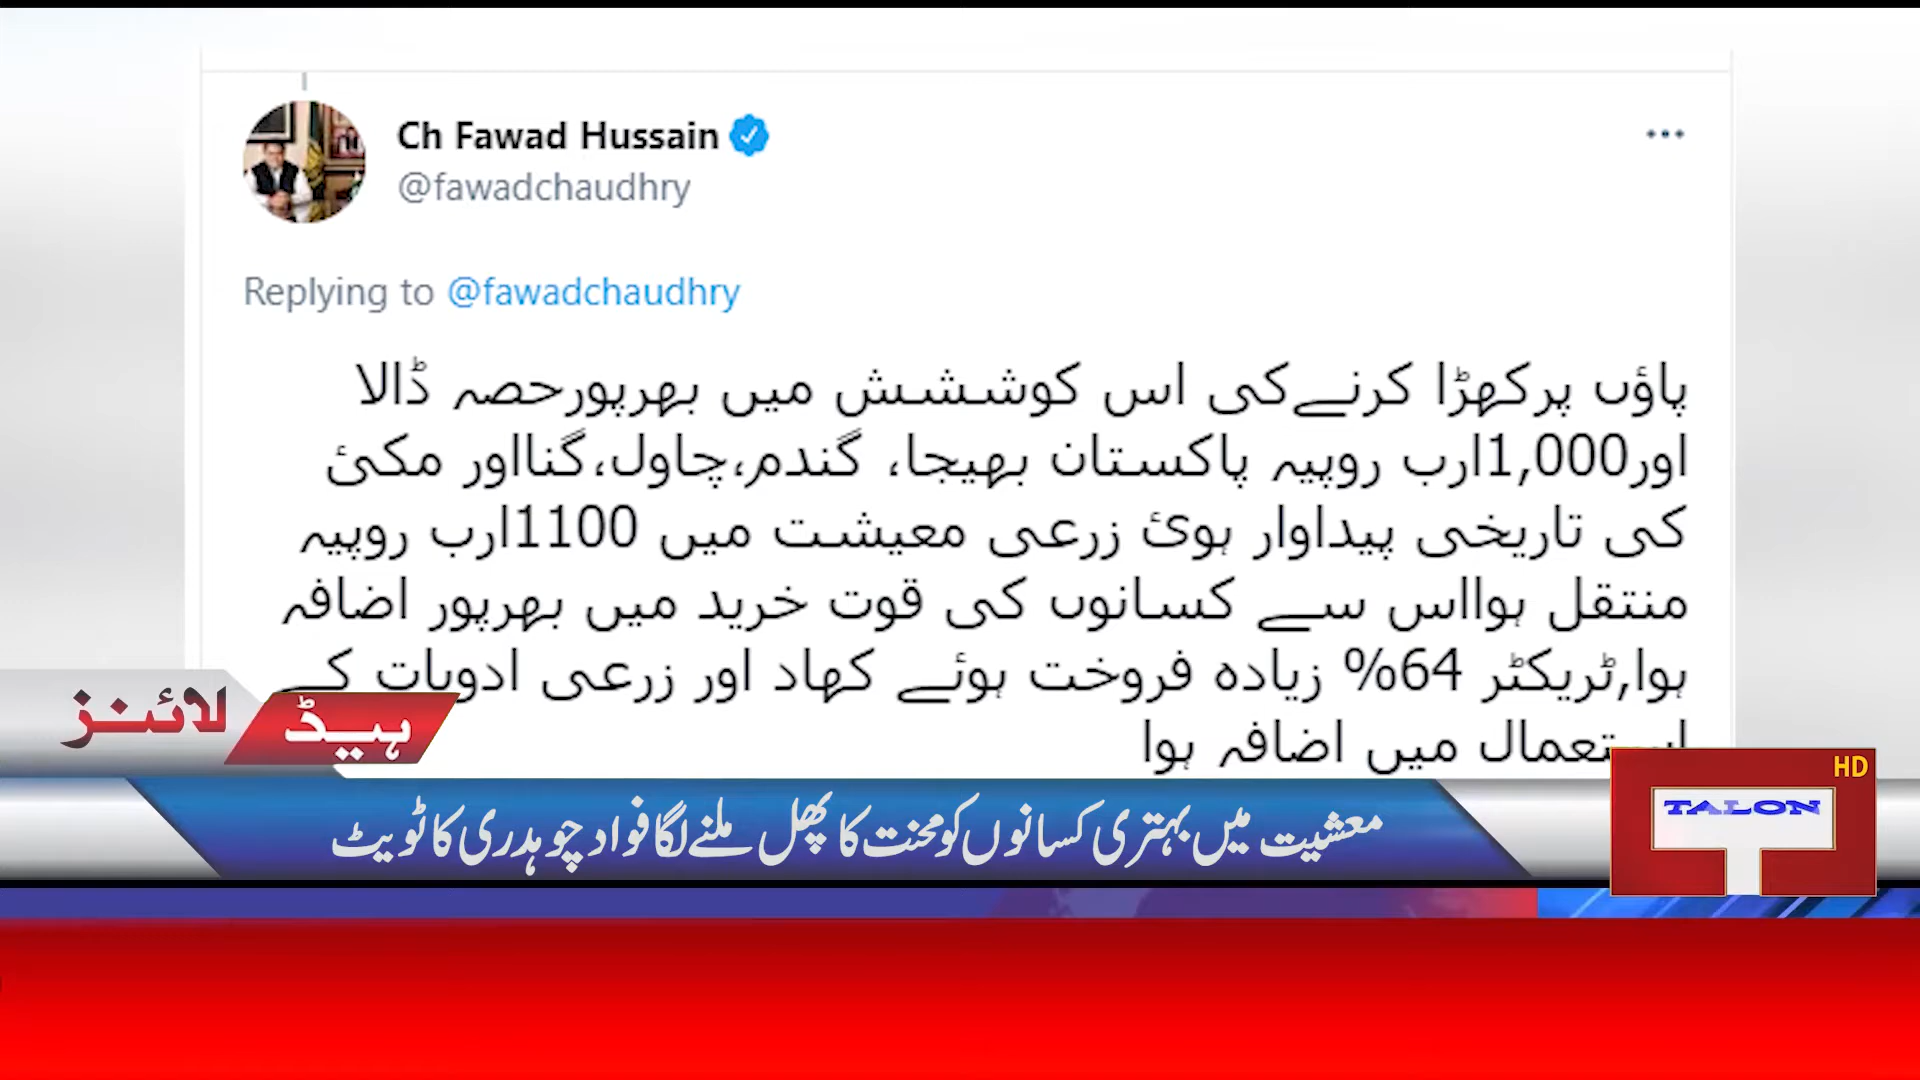 Ch Fawad Hussain
@fawadchaudhry
Replying to @fawadchaudhry
پاؤں پرکھڑا کرنےکی اس کوششش میں بھرپورحصہ ڈالا
اور1,000ارب روپیہ پاکستان بھیجا، گندم،چاول،گنااور مکئ
کی تاریخی پیداوار ہوئ زرعی معیشت میں 1100ارب روپیہ
منتقل ہوااس سے کسانوں کی قوت خرید میں بھرپور اضافہ
ہوا,ٹریکٹر 64% زیادہ فروخت ہوئے کھاد اور زرعی ادویات کے
استعمال میں اضافہ ہوا
ہیڈ لائنز
HD
TALON
معشیت میں بہتری کسانوں کو محنت کا پھل ملنے لگا فواد چوہدری کا ٹویٹ